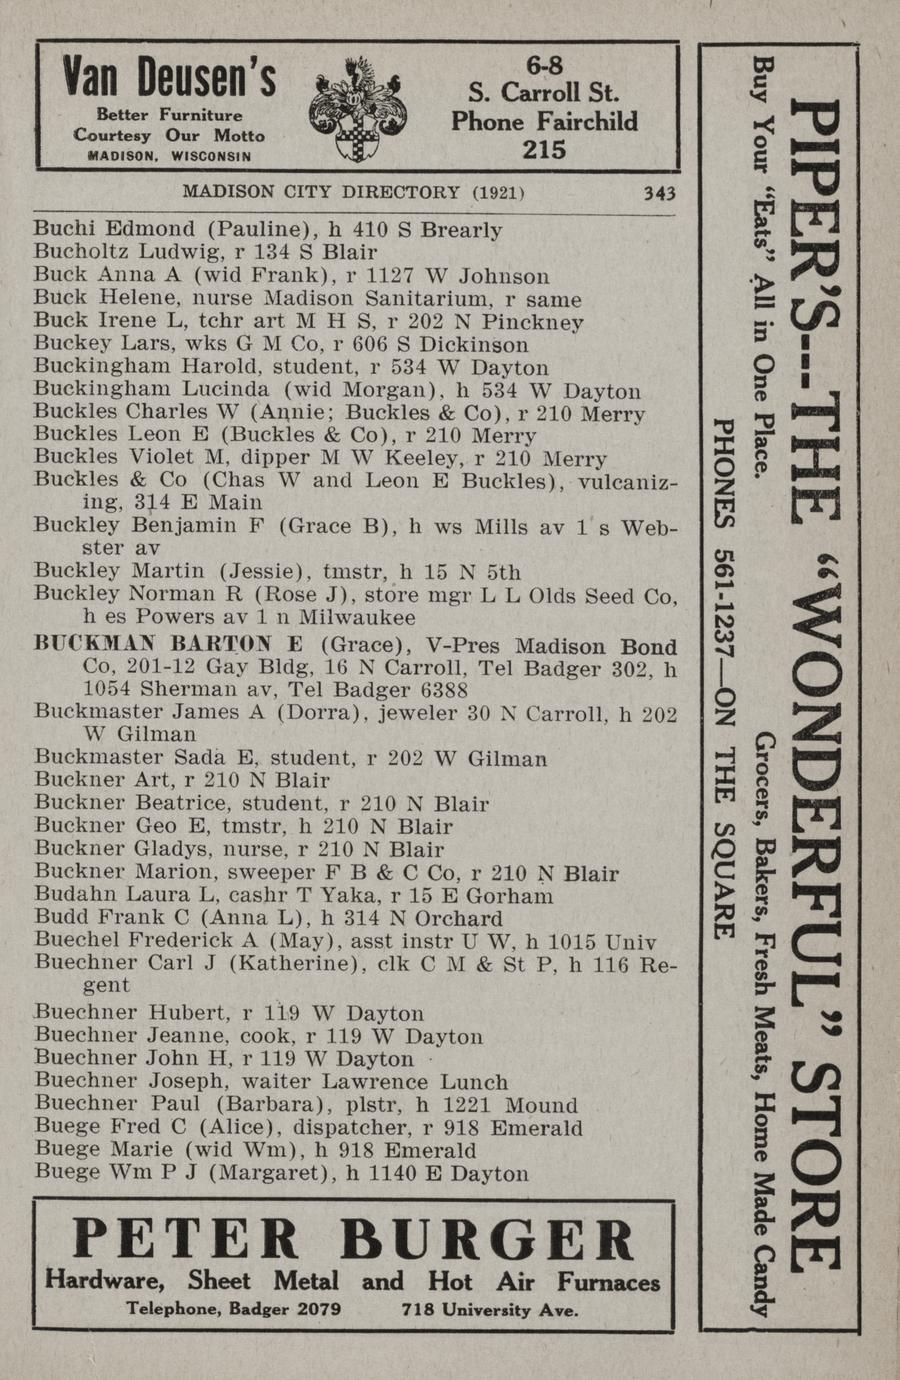 Van Deusen's
Better Furniture
Courtesy Our Motto
MADISON, WISCONSIN
6-8
S. Carroll St.
Phone Fairchild
215
MADISON CITY DIRECTORY (1921) 343
Buchi Edmond (Pauline), h 410 S Brearly
Bucholtz Ludwig, r 134 S Blair
Buck Anna A (wid Frank), r 1127 W Johnson
Buck Helene, nurse Madison Sanitarium, r same
Buck Irene L, tchr art M H S, r 202 N Pinckney
Buckey Lars, wks G M Co, r 606 S Dickinson
Buckingham Harold, student, r 534 W Dayton
Buckingham Lucinda (wid Morgan), h 534 W Dayton
Buckles Charles W (Annie; Buckles & Co), r 210 Merry
Buckles Leon E (Buckles & Co), r 210 Merry
Buckles Violet M, dipper M W Keeley, r 210 Merry
Buckles & Co (Chas W and Leon E Buckles), vulcaniz-
ing, 314 E Main
Buckley Benjamin F (Grace B), h ws Mills av 1 s Web-
ster av
Buckley Martin (Jessie), tmstr, h 15 N 5th
Buckley Norman R (Rose J), store mgr L L Olds Seed Co,
h es Powers av 1 n Milwaukee
BUCKMAN BARTON E (Grace), V-Pres Madison Bond
Co, 201-12 Gay Bldg, 16 N Carroll, Tel Badger 302, h
1054 Sherman av, Tel Badger 6388
Buckmaster James A (Dorra), jeweler 30 N Carroll, h 202
W Gilman
Buckmaster Sada E, student, r 202 W Gilman
Buckner Art, r 210 N Blair
Buckner Beatrice, student, r 210 N Blair
Buckner Geo E, tmstr, h 210 N Blair
Buckner Gladys, nurse, r 210 N Blair
Buckner Marion, sweeper F B & C Co, r 210 N Blair
Budahn Laura L, cashr T Yaka, r 15 E Gorham
Budd Frank C (Anna L), h 314 N Orchard
Buechel Frederick A (May), asst instr U W, h 1015 Univ
Buechner Carl J (Katherine), clk C M & St P, h 116 Re-
gent
Buechner Hubert, r 119 W Dayton
Buechner Jeanne, cook, r 119 W Dayton
Buechner John H, r 119 W Dayton
Buechner Joseph, waiter Lawrence Lunch
Buechner Paul (Barbara), plstr, h 1221 Mound
Buege Fred C (Alice), dispatcher, r 918 Emerald
Buege Marie (wid Wm), h 918 Emerald
Buege Wm P J (Margaret), h 1140 E Dayton
PETER BURGER
Hardware, Sheet Metal and Hot Air Furnaces
Telephone, Badger 2079 718 University Ave.
PIPER'S---THE "WONDERFUL" STORE
Buy Your "Eats" All in One Place. Grocers, Bakers, Fresh Meats, Home Made Candy
PHONES 561-1237—ON THE SQUARE